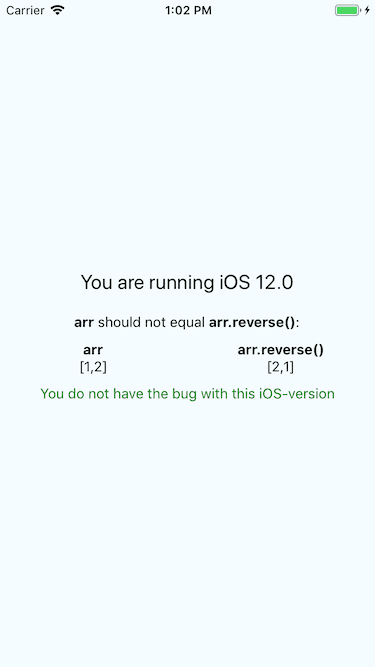 Carrier 1:02 PM
You are running iOS 12.0
arr should not equal arr.reverse():
arr arr.reverse()
[1,2] [2,1]
You do not have the bug with this iOS-version